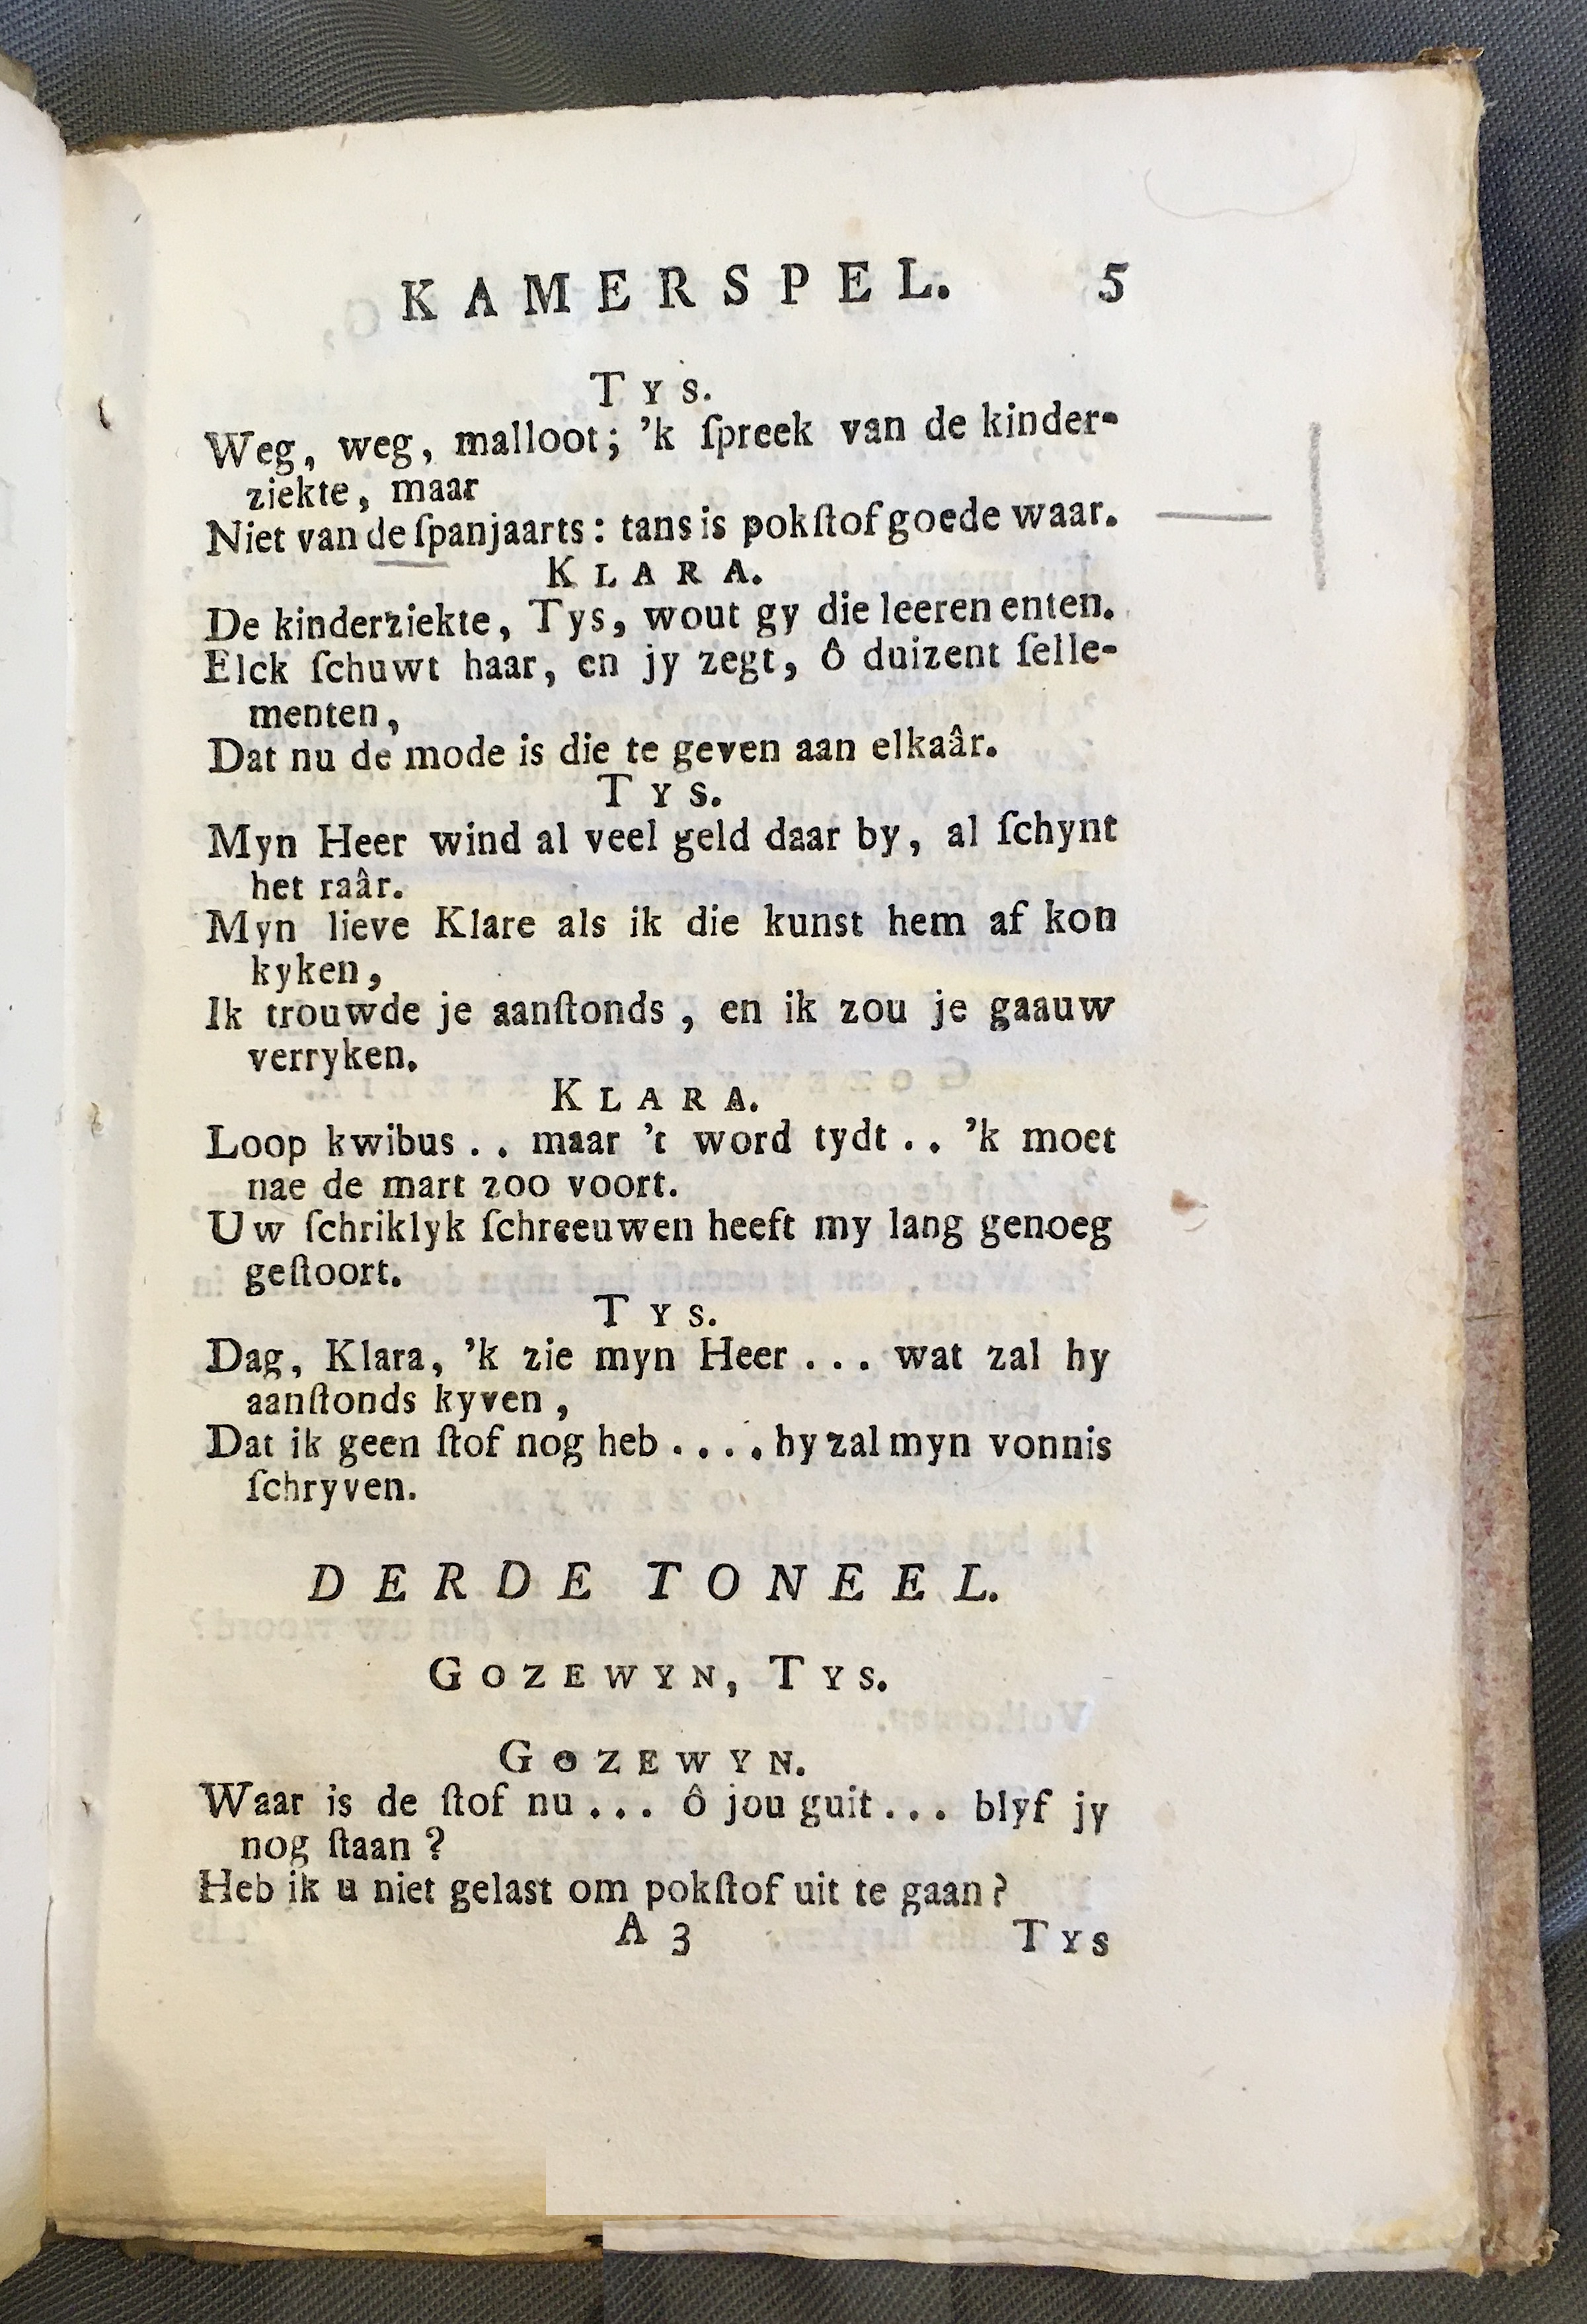 KAMERSPEL. 5
TYS.
Weg, weg, malloot; 'k ſpreek van de kinder-
ziekte, maar
Niet van de ſpanjaarts: tans is pokſtof goede waar.
KLARA.
De kinderziekte, Tys, wout gy die leeren enten.
Elck ſchuwt haar, en jy zegt, ô duizent ſelle-
menten,
Dat nu de mode is die te geven aan elkaâr.
TYS.
Myn Heer wind al veel geld daar by, al ſchynt
het raâr.
Myn lieve Klare als ik die kunst hem af kon
kyken,
Ik trouwde je aanſtonds, en ik zou je gaauw
verryken.
KLARA.
Loop kwibus .. maar 't word tydt .. 'k moet
nae de mart zoo voort.
Uw ſchriklyk ſchreeuwen heeft my lang genoeg
geſtoort.
TYS.
Dag, Klara, 'k zie myn Heer ... wat zal hy
aanſtonds kyven,
Dat ik geen ſtof nog heb .... hy zal myn vonnis
ſchryven.
DERDE TONEEL.
GOZEWYN, TYS.
GOZEWYN.
Waar is de ſtof nu ... ô jou guit ... blyf jy
nog ſtaan?
Heb ik u niet gelast om pokſtof uit te gaan?
A 3 TYS